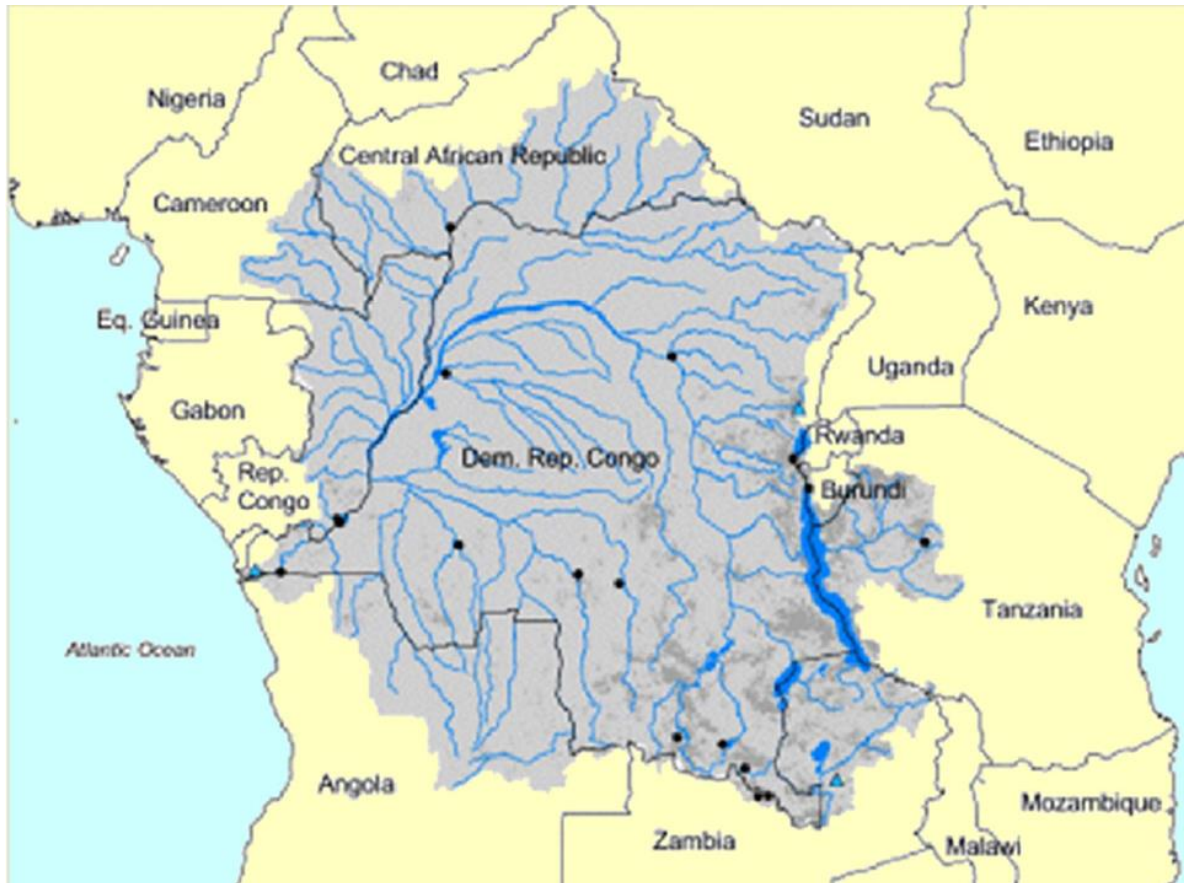 Chad
Nigeria
Sudan
Ethiopia
Central African Republic
Cameroon
Eq. Guinea
Kenya
Uganda
Gabon
Rwanda
Dem. Rep. Congo
Rep.
Congo
Burundi
Tanzania
Atlantic Ocean
Angola
Mozambique
Zambia
Malawi